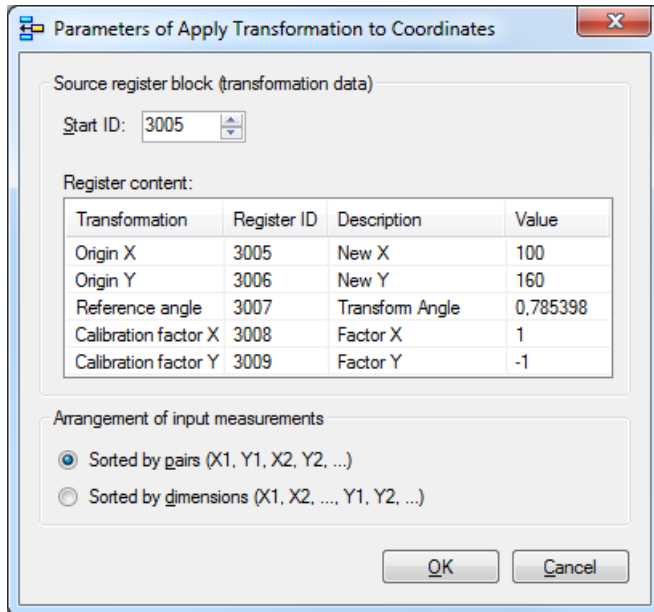 Parameters of Apply Transformation to Coordinates
Source register block (transformation data)
Start ID: 3005
Register content:
Transformation Register ID Description Value
Origin X 3005 New X 100
Origin Y 3006 New Y 160
Reference angle 3007 Transform Angle 0,785398
Calibration factor X 3008 Factor X 1
Calibration factor Y 3009 Factor Y -1
Arrangement of input measurements
Sorted by pairs (X1, Y1, X2, Y2, ...)
Sorted by dimensions (X1, X2, ..., Y1, Y2, ...)
OK Cancel